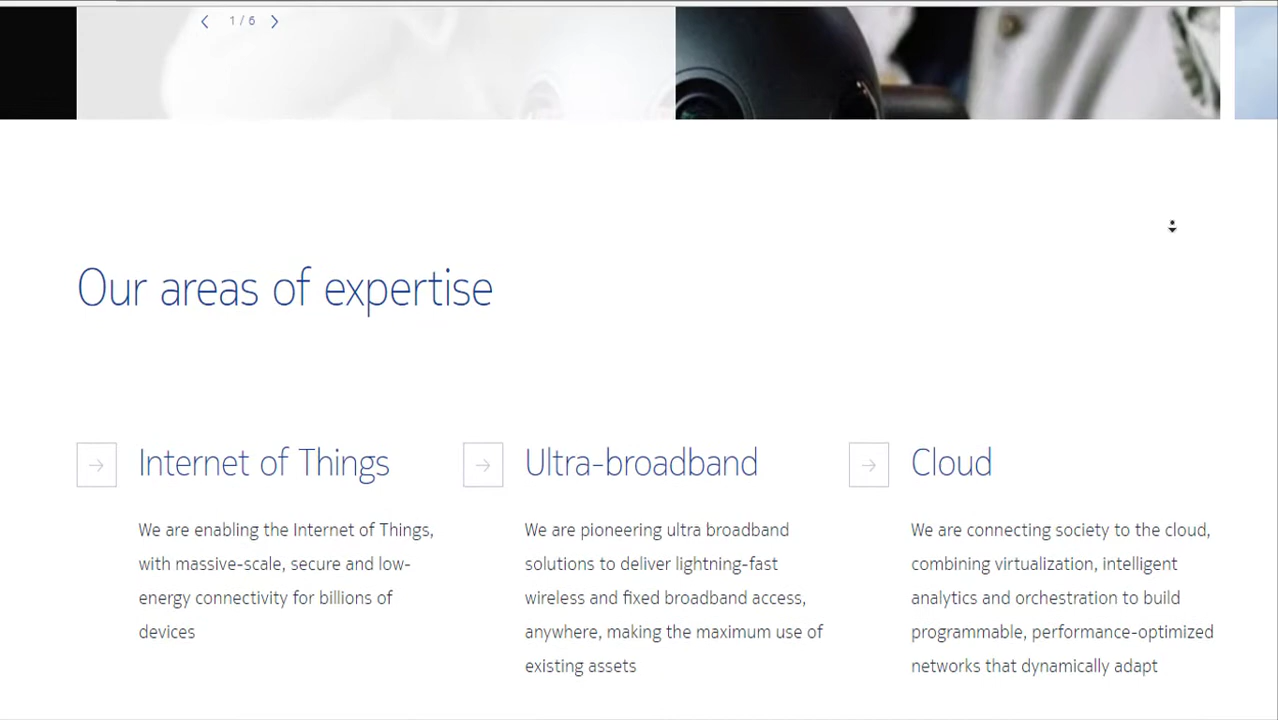 1 / 6
Our areas of expertise
Internet of Things
We are enabling the Internet of Things,
with massive-scale, secure and low-
energy connectivity for billions of
devices
Ultra-broadband
We are pioneering ultra broadband
solutions to deliver lightning-fast
wireless and fixed broadband access,
anywhere, making the maximum use of
existing assets
Cloud
We are connecting society to the cloud,
combining virtualization, intelligent
analytics and orchestration to build
programmable, performance-optimized
networks that dynamically adapt